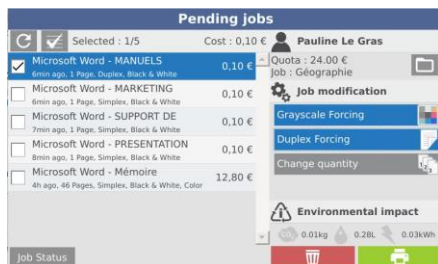 Pending jobs
Selected : 1/5 Cost : 0,10 € Pauline Le Gras
Microsoft Word - MANUELS 0,10 €
6min ago, 1 Page, Duplex, Black & White
Microsoft Word - MARKETING 0,10 €
6min ago, 1 Page, Simplex, Black & White
Microsoft Word - SUPPORT DE 0,10 €
7min ago, 1 Page, Simplex, Black & White
Microsoft Word - PRESENTATION 0,10 €
8min ago, 1 Page, Simplex, Black & White
Microsoft Word - Mémoire 12,80 €
4h ago, 46 Pages, Simplex, Black & White, Color
Job Status
Quota : 24.00 €
Job : Géographie
Job modification
Grayscale Forcing
Duplex Forcing
Change quantity
Environmental impact
0.01kg 0.28L 0.03kWh